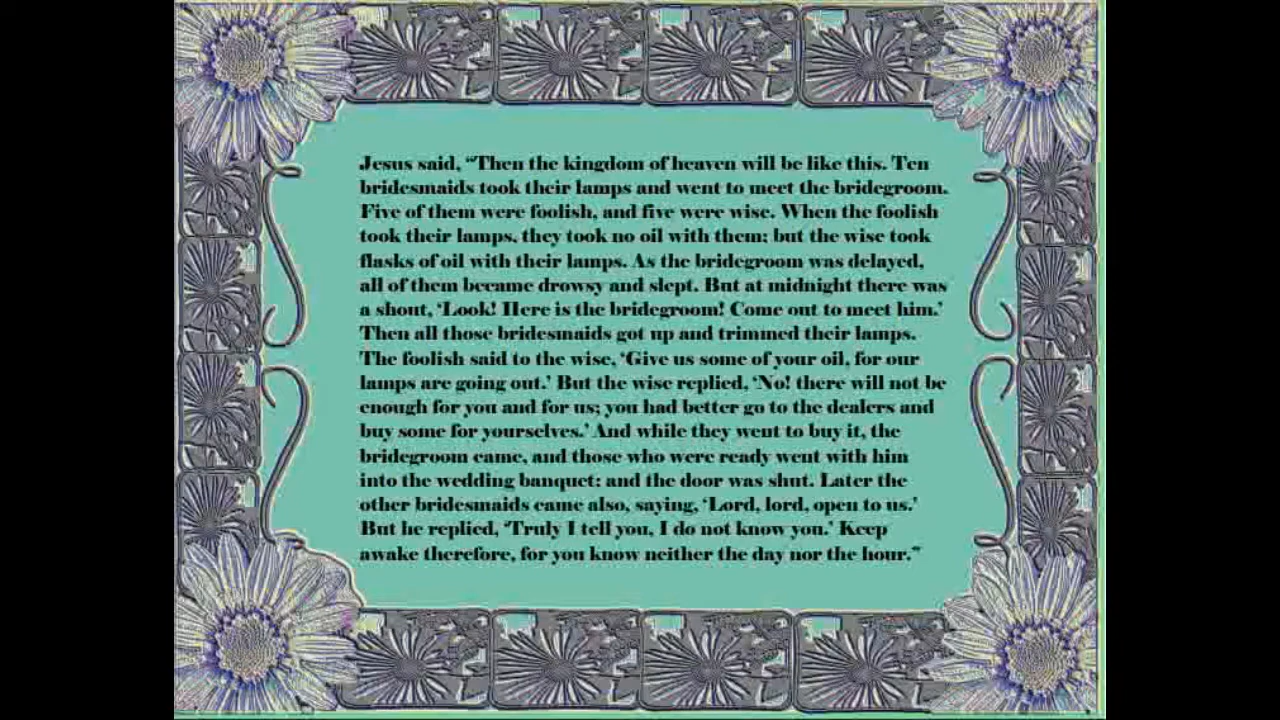 Jesus said, “Then the kingdom of heaven will be like this. Ten
bridesmaids took their lamps and went to meet the bridegroom.
Five of them were foolish, and five were wise. When the foolish
took their lamps, they took no oil with them; but the wise took
flasks of oil with their lamps. As the bridegroom was delayed,
all of them became drowsy and slept. But at midnight there was
a shout, ‘Look! Here is the bridegroom! Come out to meet him.’
Then all those bridesmaids got up and trimmed their lamps.
The foolish said to the wise, ‘Give us some of your oil, for our
lamps are going out.’ But the wise replied, ‘No! there will not be
enough for you and for us; you had better go to the dealers and
buy some for yourselves.’ And while they went to buy it, the
bridegroom came, and those who were ready went with him
into the wedding banquet; and the door was shut. Later the
other bridesmaids came also, saying, ‘Lord, lord, open to us.’
But he replied, ‘Truly I tell you, I do not know you.’ Keep
awake therefore, for you know neither the day nor the hour.”